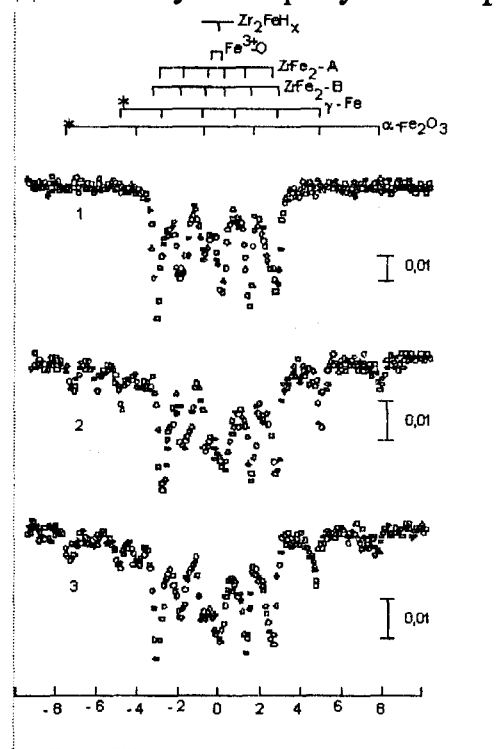 Zr₂FeHₓ
Fe³⁺O
ZrFe₂-A
ZrFe₂-B
* γ-Fe
* α-Fe₂O₃
1
0,01
2
0,01
3
0,01
-8 -6 -4 -2 0 2 4 6 8